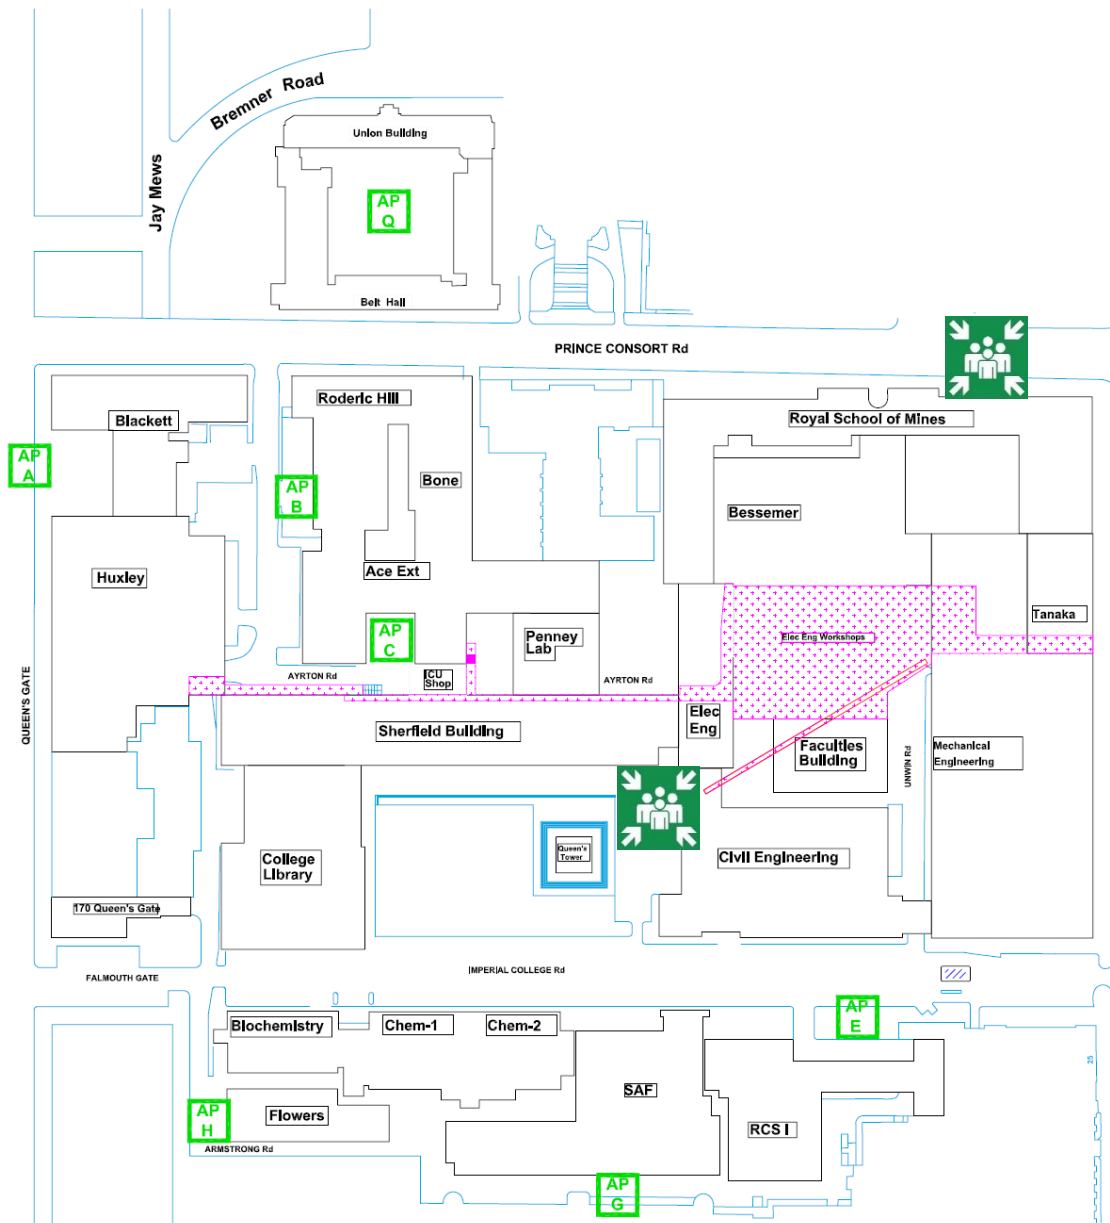 Bremner Road
Jay Mews
Union Building
AP
Q
Belt Hall
PRINCE CONSORT Rd
Roderic Hill
Blackett
Royal School of Mines
AP
A
Bone
AP
B
Bessemer
Huxley
Ace Ext
Tanaka
AP
C
Penney
Lab
Elec Eng Workshops
QUEEN'S GATE
AYRTON Rd
ICU
Shop
AYRTON Rd
Elec
Eng
Sherfield Building
Faculties
Building
UNWIN Rd
Mechanical
Engineering
College
Library
Queen's
Tower
Civil Engineering
170 Queen's Gate
FALMOUTH GATE
IMPERIAL COLLEGE Rd
AP
E
Biochemistry
Chem-1
Chem-2
25
SAF
Flowers
AP
H
RCS I
ARMSTRONG Rd
AP
G